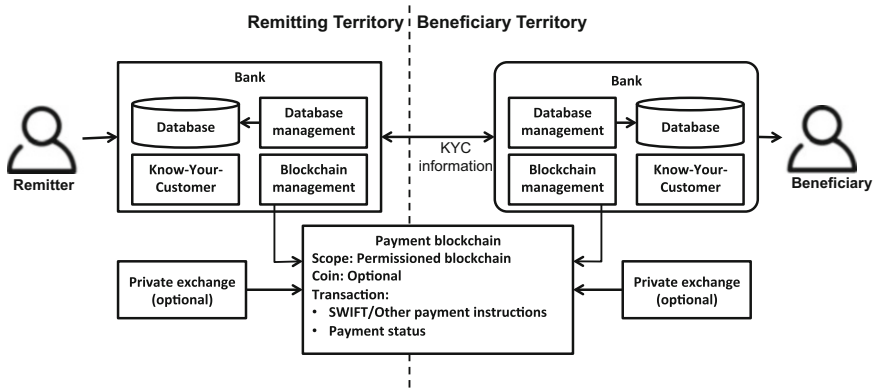 Remitting Territory
Beneficiary Territory
Bank
Database
Database
management
Know-Your-
Customer
Blockchain
management
Remitter
KYC
information
Bank
Database
management
Database
Blockchain
management
Know-Your-
Customer
Beneficiary
Payment blockchain
Scope: Permissioned blockchain
Coin: Optional
Transaction:
• SWIFT/Other payment instructions
• Payment status
Private exchange
(optional)
Private exchange
(optional)